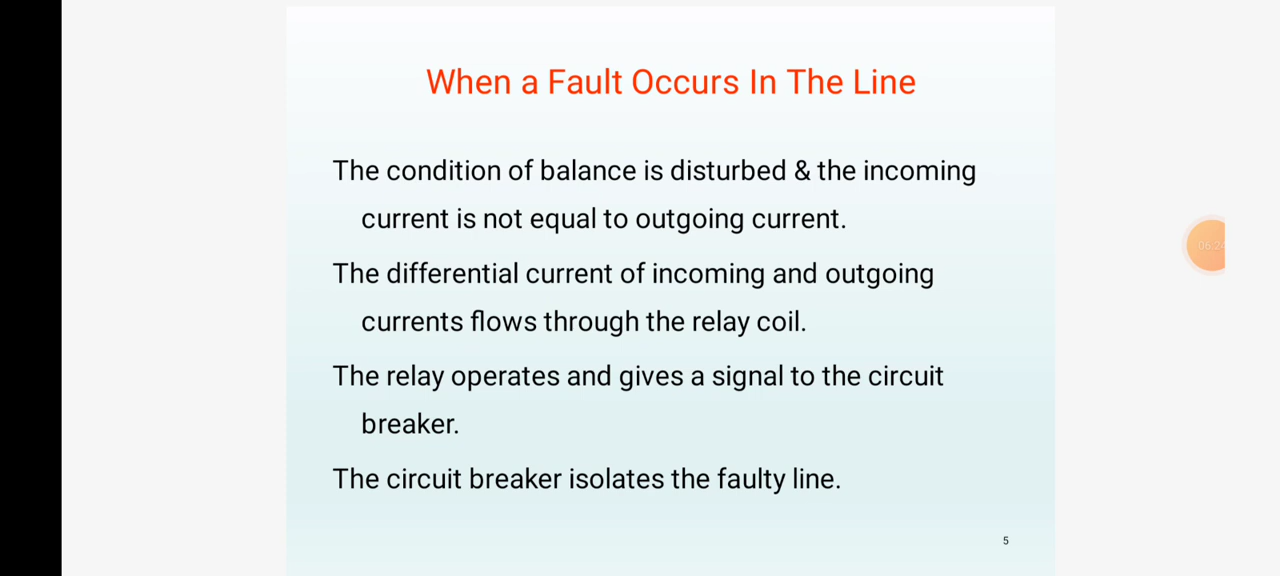 When a Fault Occurs In The Line
The condition of balance is disturbed & the incoming
current is not equal to outgoing current.
The differential current of incoming and outgoing
currents flows through the relay coil.
The relay operates and gives a signal to the circuit
breaker.
The circuit breaker isolates the faulty line.
5